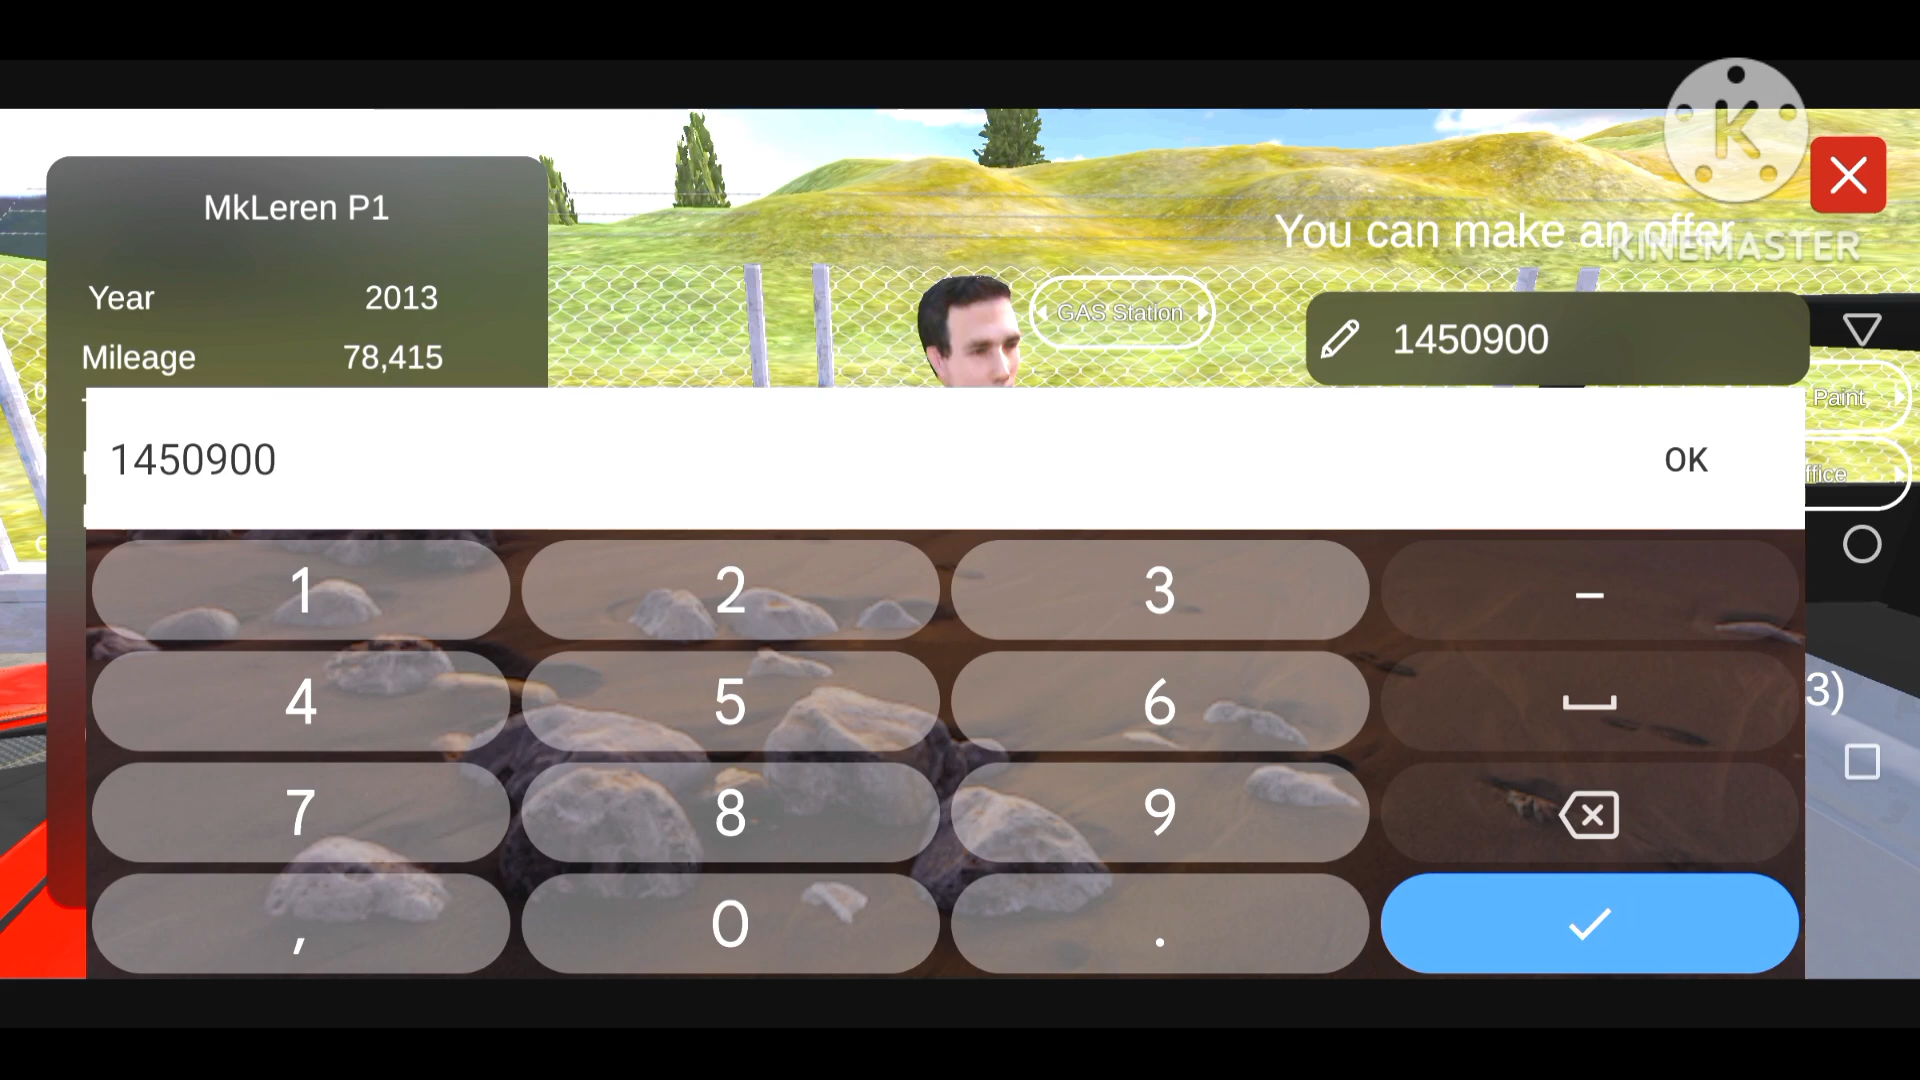 MkLeren P1
Year 2013
Mileage 78,415
You can make an offer
K
KINEMASTER
GAS Station
1450900
Paint
ffice
1450900
OK
1 2 3 –
4 5 6
7 8 9
, 0 .
3)